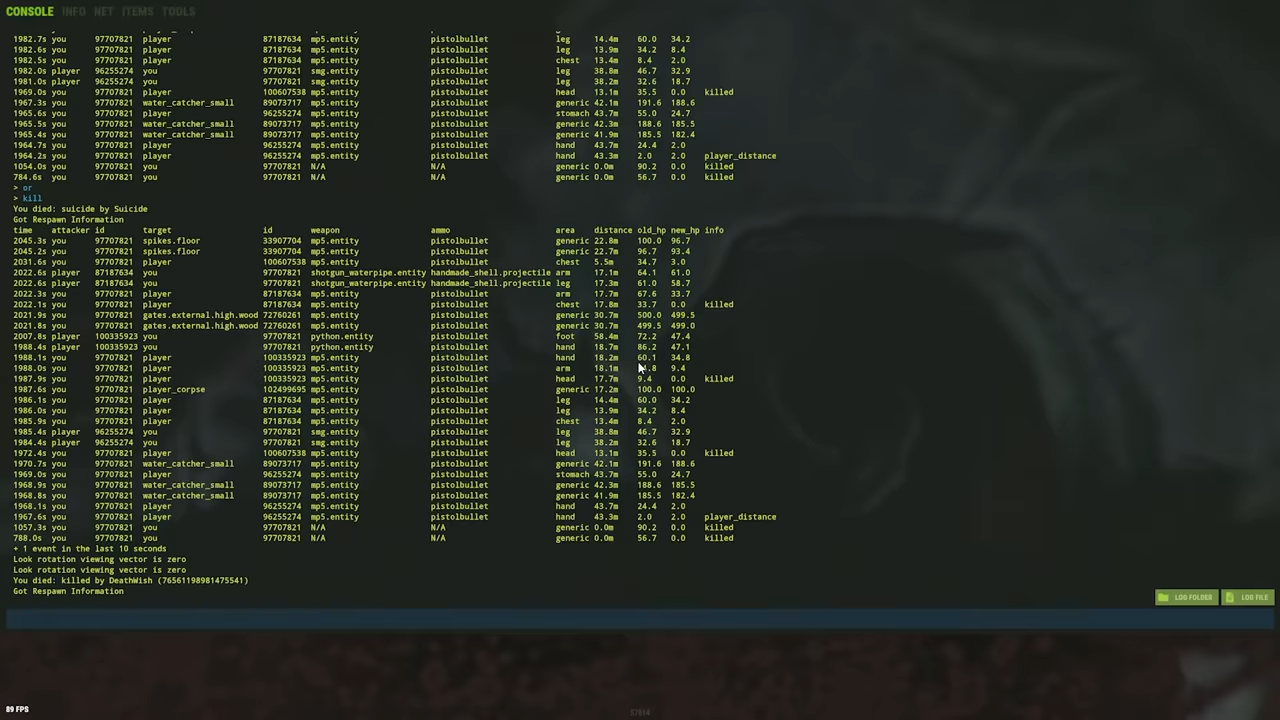 CONSOLE INFO NET ITEMS TOOLS
1982.7s you 97707821 player 87187634 mp5.entity pistolbullet leg 14.4m 60.0 34.2
1982.6s you 97707821 player 87187634 mp5.entity pistolbullet leg 13.9m 34.2 8.4
1982.5s you 97707821 player 87187634 mp5.entity pistolbullet chest 13.4m 8.4 2.0
1982.0s player 96255274 you 97707821 smg.entity pistolbullet leg 38.8m 46.7 32.9
1981.0s player 96255274 you 97707821 smg.entity pistolbullet leg 38.2m 32.6 18.7
1969.0s you 97707821 player 100607538 mp5.entity pistolbullet head 13.1m 35.5 0.0 killed
1967.3s you 97707821 water_catcher_small 89073717 mp5.entity pistolbullet generic 42.1m 191.6 188.6
1965.6s you 97707821 player 96255274 mp5.entity pistolbullet stomach 43.7m 55.0 24.7
1965.5s you 97707821 water_catcher_small 89073717 mp5.entity pistolbullet generic 42.3m 188.6 185.5
1965.4s you 97707821 water_catcher_small 89073717 mp5.entity pistolbullet generic 41.9m 185.5 182.4
1964.7s you 97707821 player 96255274 mp5.entity pistolbullet hand 43.7m 24.4 2.0
1964.2s you 97707821 player 96255274 mp5.entity pistolbullet hand 43.3m 2.0 2.0 player_distance
1054.0s you 97707821 you 97707821 N/A N/A generic 0.0m 90.2 0.0 killed
784.6s you 97707821 you 97707821 N/A N/A generic 0.0m 56.7 0.0 killed
> or
> kill
You died: suicide by Suicide
Got Respawn Information
time attacker id target id weapon ammo area distance old_hp new_hp info
2045.3s you 97707821 spikes.floor 33907704 mp5.entity pistolbullet generic 22.8m 100.0 96.7
2045.2s you 97707821 spikes.floor 33907704 mp5.entity pistolbullet generic 22.7m 96.7 93.4
2031.6s you 97707821 player 100607538 mp5.entity pistolbullet chest 5.5m 34.7 3.0
2022.6s player 87187634 you 97707821 shotgun_waterpipe.entity handmade_shell.projectile arm 17.1m 64.1 61.0
2022.6s player 87187634 you 97707821 shotgun_waterpipe.entity handmade_shell.projectile leg 17.3m 61.0 58.7
2022.3s you 97707821 player 87187634 mp5.entity pistolbullet arm 17.7m 67.6 33.7
2022.1s you 97707821 player 87187634 mp5.entity pistolbullet chest 17.8m 33.7 0.0 killed
2021.9s you 97707821 gates.external.high.wood 72760261 mp5.entity pistolbullet generic 30.7m 500.0 499.5
2021.8s you 97707821 gates.external.high.wood 72760261 mp5.entity pistolbullet generic 30.7m 499.5 499.0
2007.8s player 100335923 you 97707821 python.entity pistolbullet foot 58.4m 72.2 47.4
1988.4s player 100335923 you 97707821 python.entity pistolbullet hand 18.7m 86.2 47.1
1988.1s you 97707821 player 100335923 mp5.entity pistolbullet hand 18.2m 60.1 34.8
1988.0s you 97707821 player 100335923 mp5.entity pistolbullet arm 18.1m 9.4
1987.9s you 97707821 player 100335923 mp5.entity pistolbullet head 17.7m 9.4 0.0 killed
1987.6s you 97707821 player_corpse 102499695 mp5.entity pistolbullet generic 17.2m 100.0 100.0
1986.1s you 97707821 player 87187634 mp5.entity pistolbullet leg 14.4m 60.0 34.2
1986.0s you 97707821 player 87187634 mp5.entity pistolbullet leg 13.9m 34.2 8.4
1985.9s you 97707821 player 87187634 mp5.entity pistolbullet chest 13.4m 8.4 2.0
1985.4s player 96255274 you 97707821 smg.entity pistolbullet leg 38.8m 46.7 32.9
1984.4s player 96255274 you 97707821 smg.entity pistolbullet leg 38.2m 32.6 18.7
1972.4s you 97707821 player 100607538 mp5.entity pistolbullet head 13.1m 35.5 0.0 killed
1970.7s you 97707821 water_catcher_small 89073717 mp5.entity pistolbullet generic 42.1m 191.6 188.6
1969.0s you 97707821 player 96255274 mp5.entity pistolbullet stomach 43.7m 55.0 24.7
1968.9s you 97707821 water_catcher_small 89073717 mp5.entity pistolbullet generic 42.3m 188.6 185.5
1968.8s you 97707821 water_catcher_small 89073717 mp5.entity pistolbullet generic 41.9m 185.5 182.4
1968.1s you 97707821 player 96255274 mp5.entity pistolbullet hand 43.7m 24.4 2.0
1967.6s you 97707821 player 96255274 mp5.entity pistolbullet hand 43.3m 2.0 2.0 player_distance
1057.3s you 97707821 you 97707821 N/A N/A generic 0.0m 90.2 0.0 killed
788.0s you 97707821 you 97707821 N/A N/A generic 0.0m 56.7 0.0 killed
+ 1 event in the last 10 seconds
Look rotation viewing vector is zero
Look rotation viewing vector is zero
You died: killed by DeathWish (76561198981475541)
Got Respawn Information
LOG FOLDER LOG FILE
89 FPS